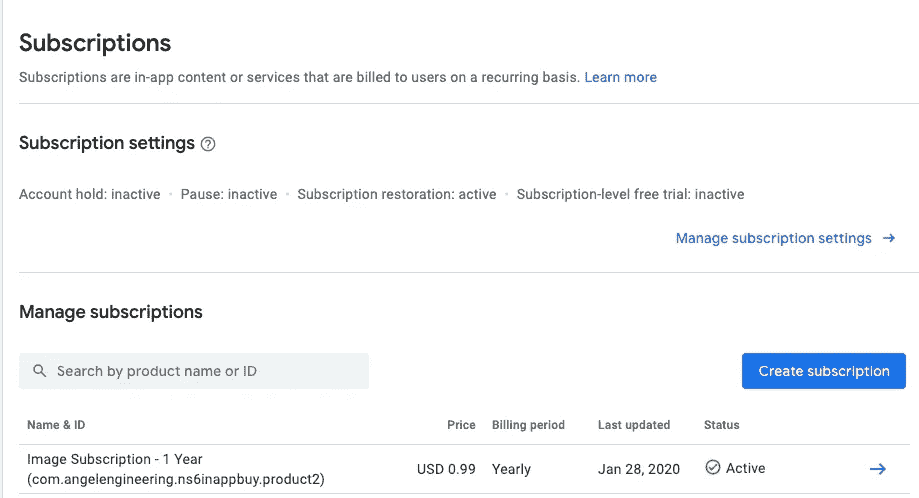 Subscriptions
Subscriptions are in-app content or services that are billed to users on a recurring basis. Learn more
Subscription settings
Account hold: inactive · Pause: inactive · Subscription restoration: active · Subscription-level free trial: inactive
Manage subscription settings →
Manage subscriptions
Search by product name or ID
Create subscription
Name & ID Price Billing period Last updated Status
Image Subscription - 1 Year
(com.angelengineering.ns6inappbuy.product2) USD 0.99 Yearly Jan 28, 2020 Active →